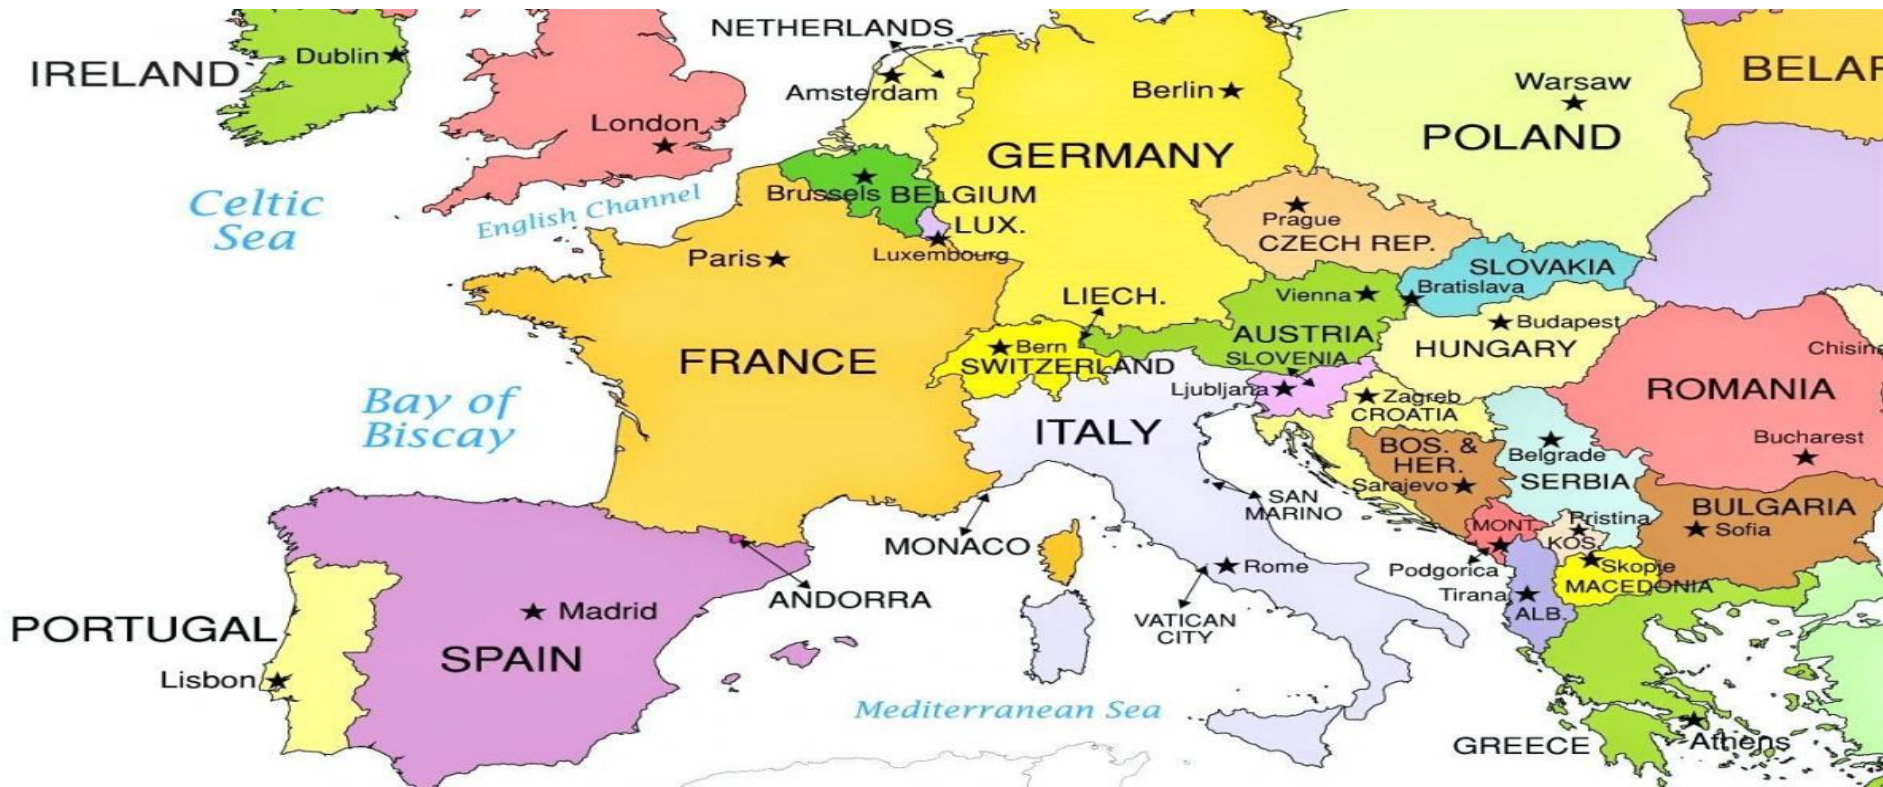 NETHERLANDS
Dublin
IRELAND
BELAR
Amsterdam
Berlin
Warsaw
London
POLAND
GERMANY
Brussels BELGIUM
Celtic
Sea
English Channel
LUX.
Luxembourg
Prague
CZECH REP.
Paris
SLOVAKIA
Bratislava
LIECH.
Vienna
AUSTRIA
SLOVENIA
Budapest
HUNGARY
Bern
SWITZERLAND
FRANCE
Chisina
ROMANIA
Ljubljana
Zagreb
CROATIA
Bay of
Biscay
ITALY
BOS. &
HER.
Sarajevo
Belgrade
SERBIA
Bucharest
SAN
MARINO
BULGARIA
Sofia
MONT.
Pristina
KOS.
MONACO
Podgorica
Skopje
MACEDONIA
Rome
Tirana
ALB.
ANDORRA
VATICAN
CITY
Madrid
PORTUGAL
SPAIN
Lisbon
Mediterranean Sea
GREECE
Athens